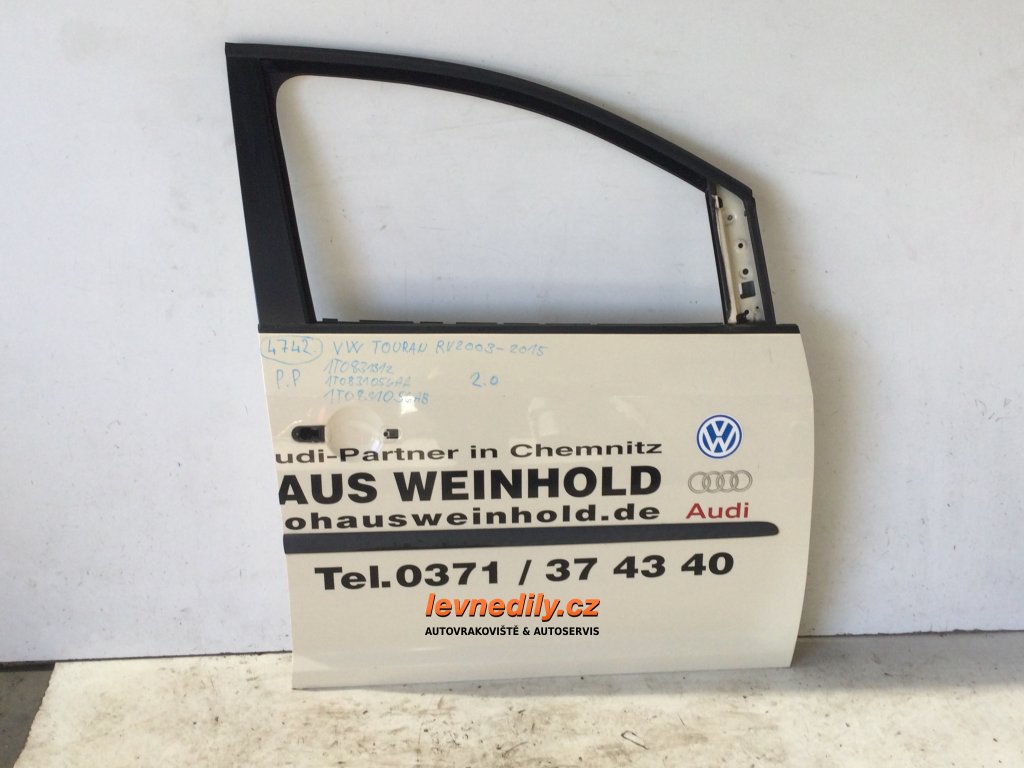 4742. VW TOURAN RV2003-2015
P.P 1T0831312 2.0
1T0831056AA
1T0831056HB
udi-Partner in Chemnitz
AUS WEINHOLD
ohausweinhold.de
Audi
Tel.0371 / 37 43 40
levnedily.cz
AUTOVRAKOVIŠTĚ & AUTOSERVIS